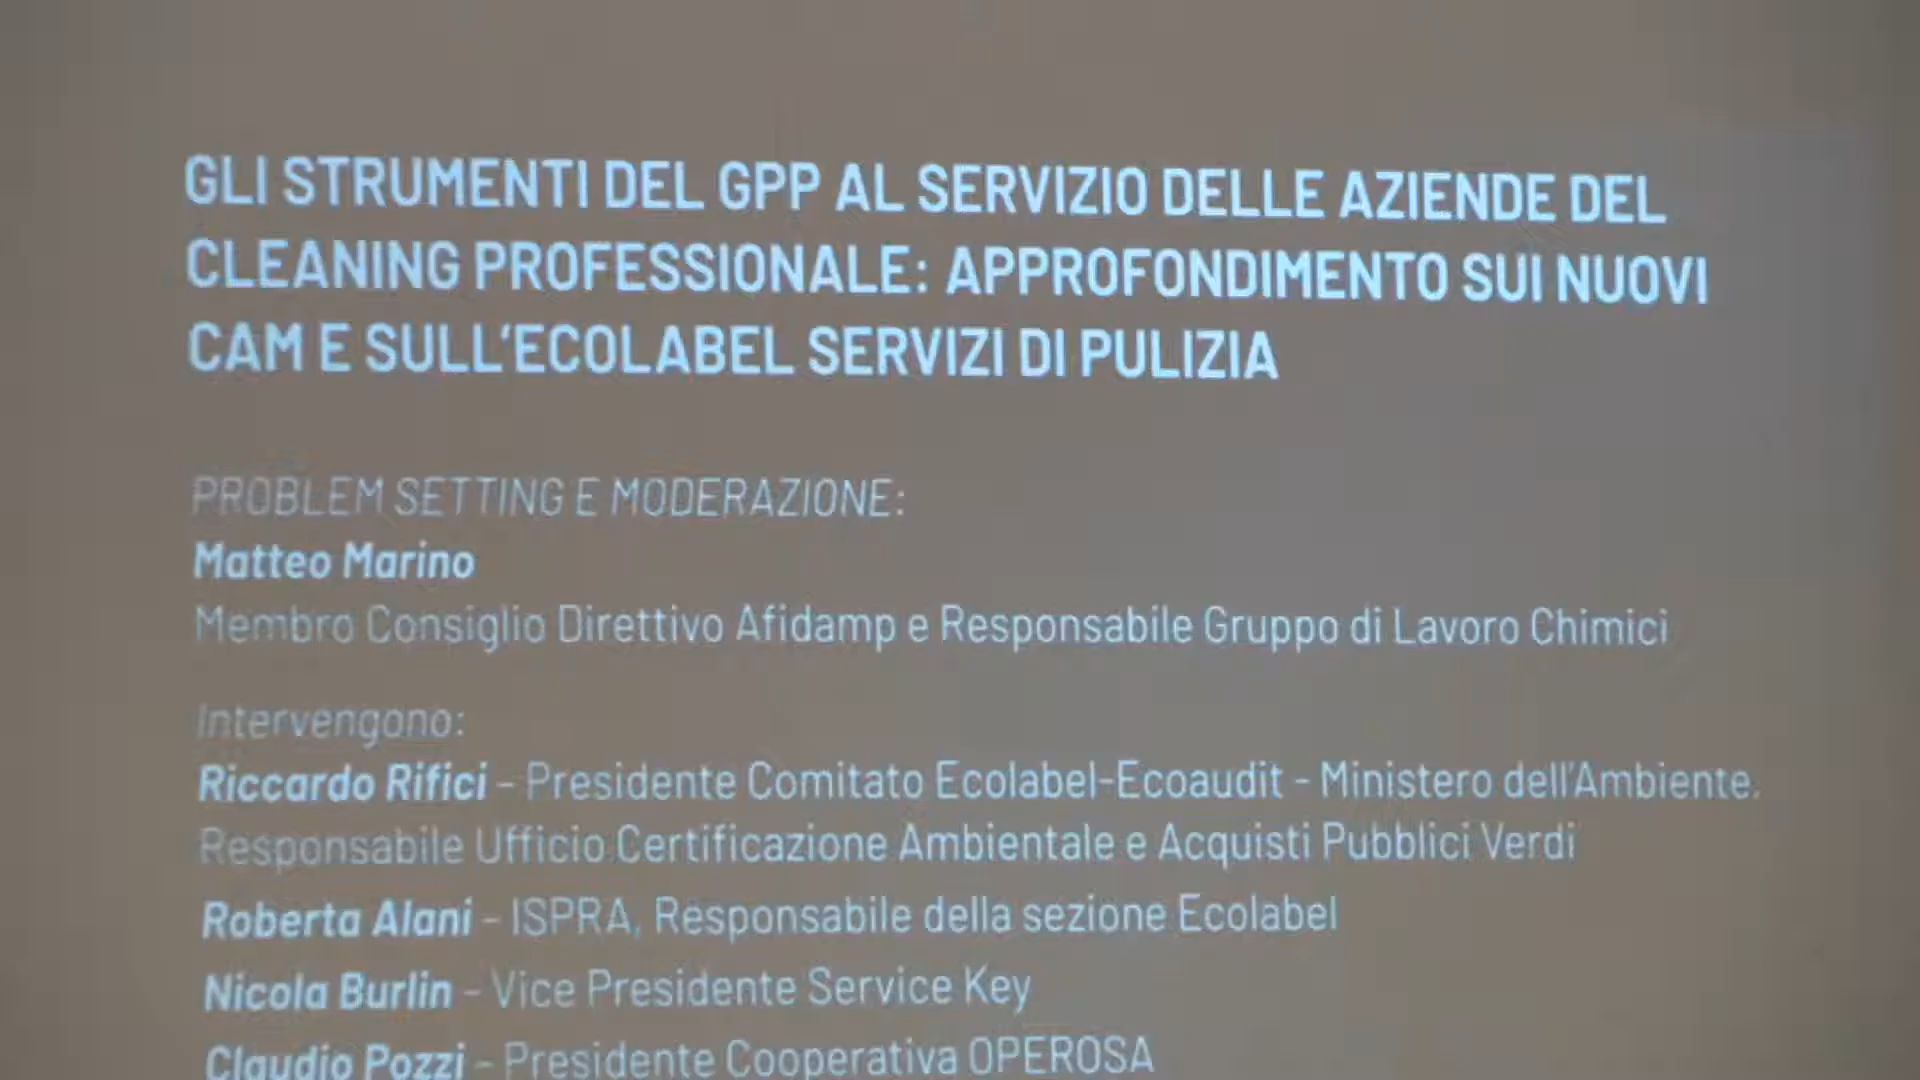 GLI STRUMENTI DEL GPP AL SERVIZIO DELLE AZIENDE DEL
CLEANING PROFESSIONALE: APPROFONDIMENTO SUI NUOVI
CAM E SULL'ECOLABEL SERVIZI DI PULIZIA
PROBLEM SETTING E MODERAZIONE:
Matteo Marino
Membro Consiglio Direttivo Afidamp e Responsabile Gruppo di Lavoro Chimici
Intervengono:
Riccardo Rifici – Presidente Comitato Ecolabel-Ecoaudit - Ministero dell'Ambiente.
Responsabile Ufficio Certificazione Ambientale e Acquisti Pubblici Verdi
Roberta Alani – ISPRA, Responsabile della sezione Ecolabel
Nicola Burlin – Vice Presidente Service Key
Claudio Pozzi – Presidente Cooperativa OPEROSA